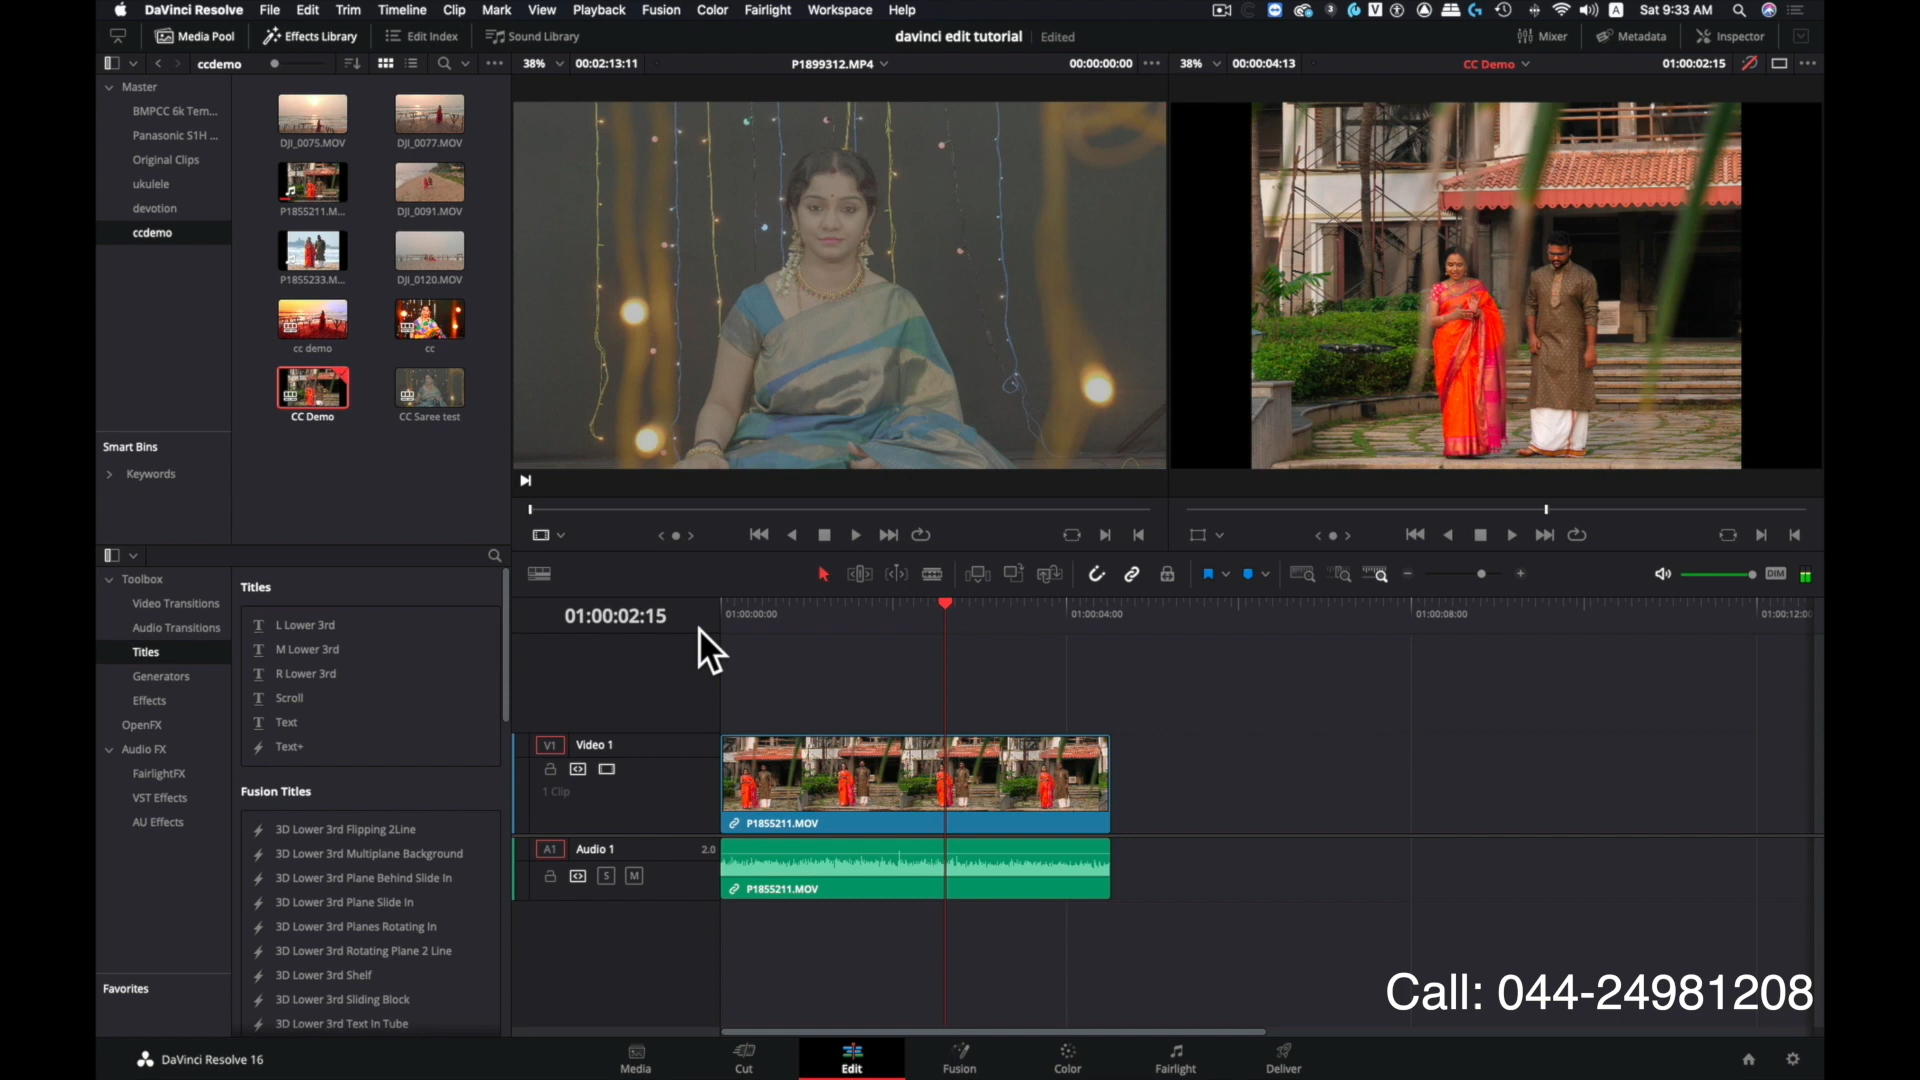 DaVinci Resolve File Edit Trim Timeline Clip Mark View Playback Fusion Color Fairlight Workspace Help 3 V A Sat 9:33 AM
Media Pool Effects Library Edit Index Sound Library davinci edit tutorial Edited Mixer Metadata Inspector
ccdemo 38% 00:02:13:11 P1899312.MP4 00:00:00:00 38% 00:00:04:13 CC Demo 01:00:02:15
Master
BMPCC 6k Tem...
Panasonic S1H ...
Original Clips
ukulele
devotion
ccdemo
DJI_0075.MOV DJI_0077.MOV
P1855211.M... DJI_0091.MOV
P1855233.M... DJI_0120.MOV
cc demo cc
CC Demo CC Saree test
Smart Bins
Keywords
Toolbox
Video Transitions
Audio Transitions
Titles
Generators
Effects
OpenFX
Audio FX
FairlightFX
VST Effects
AU Effects
Favorites
Titles
L Lower 3rd
M Lower 3rd
R Lower 3rd
Scroll
Text
Text+
Fusion Titles
3D Lower 3rd Flipping 2Line
3D Lower 3rd Multiplane Background
3D Lower 3rd Plane Behind Slide In
3D Lower 3rd Plane Slide In
3D Lower 3rd Planes Rotating In
3D Lower 3rd Rotating Plane 2 Line
3D Lower 3rd Shelf
3D Lower 3rd Sliding Block
3D Lower 3rd Text In Tube
DIM
01:00:02:15 01:00:00:00 01:00:04:00 01:00:08:00 01:00:12:00
V1 Video 1
1 Clip
P1855211.MOV
A1 Audio 1 2.0
S M
P1855211.MOV
Call: 044-24981208
DaVinci Resolve 16 Media Cut Edit Fusion Color Fairlight Deliver